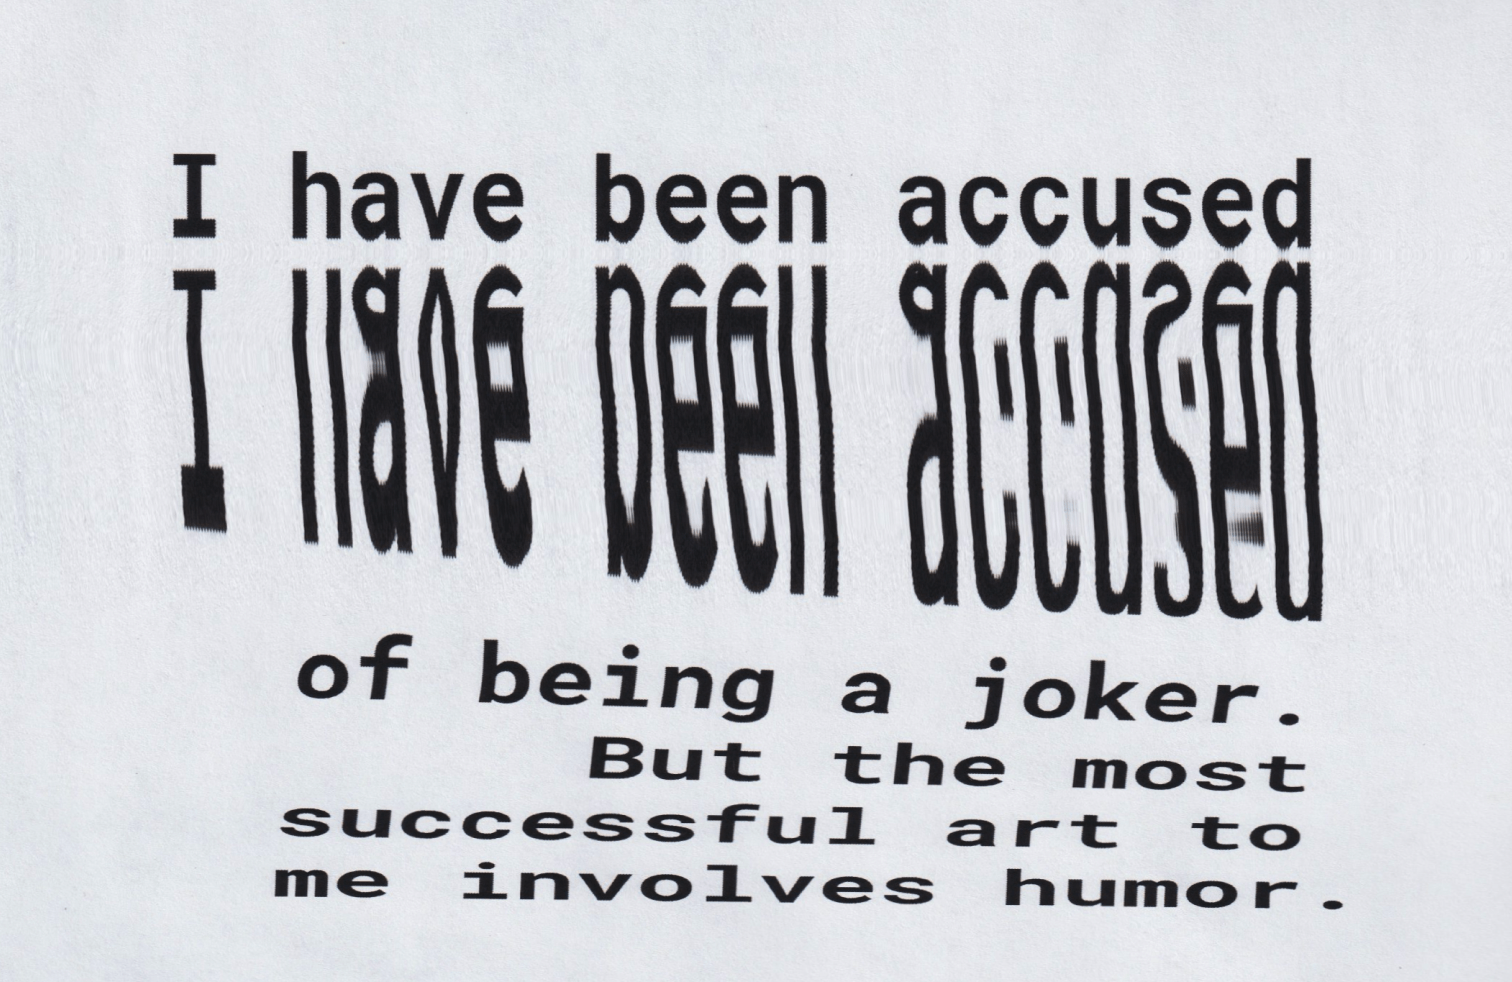 I have been accused
I have been accused
of being a joker.
But the most
successful art to
me involves humor.